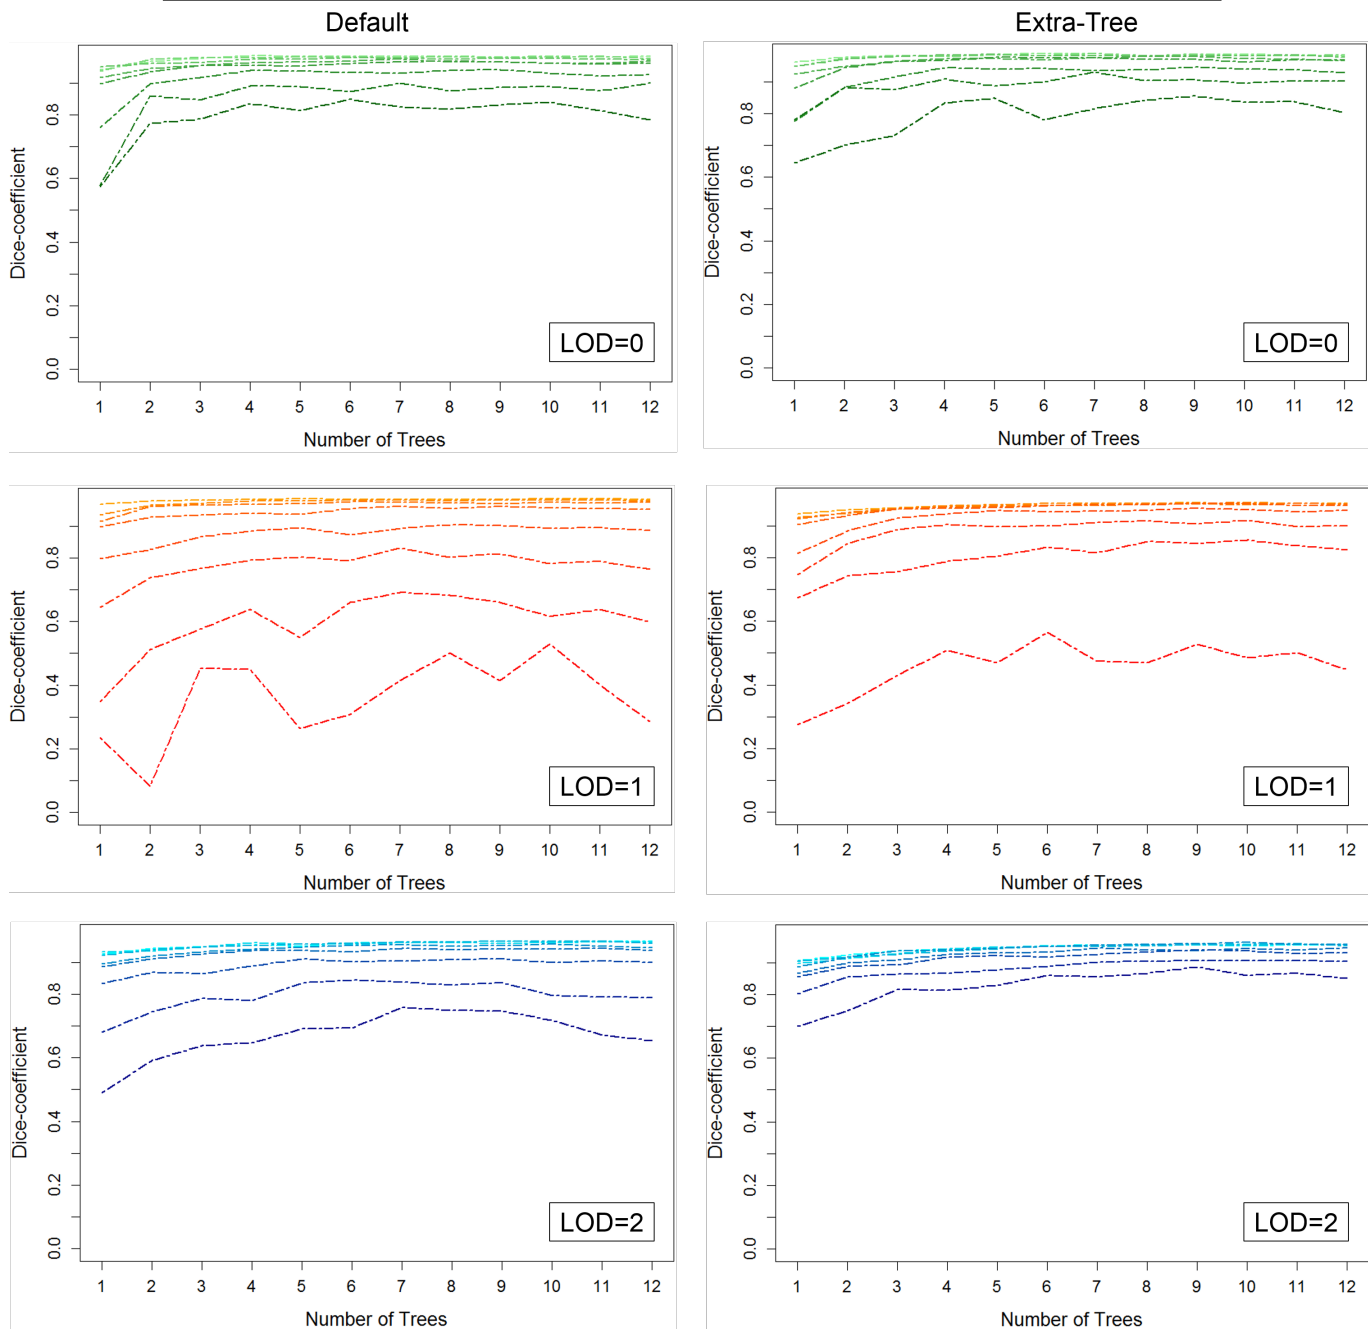 Default
Extra-Tree
Dice-coefficient
0.0 0.2 0.4 0.6 0.8
LOD=0
1 2 3 4 5 6 7 8 9 10 11 12
Number of Trees
Dice-coefficient
0.0 0.2 0.4 0.6 0.8
LOD=0
1 2 3 4 5 6 7 8 9 10 11 12
Number of Trees
Dice-coefficient
0.0 0.2 0.4 0.6 0.8
LOD=1
1 2 3 4 5 6 7 8 9 10 11 12
Number of Trees
Dice-coefficient
0.0 0.2 0.4 0.6 0.8
LOD=1
1 2 3 4 5 6 7 8 9 10 11 12
Number of Trees
Dice-coefficient
0.0 0.2 0.4 0.6 0.8
LOD=2
1 2 3 4 5 6 7 8 9 10 11 12
Number of Trees
Dice-coefficient
0.0 0.2 0.4 0.6 0.8
LOD=2
1 2 3 4 5 6 7 8 9 10 11 12
Number of Trees